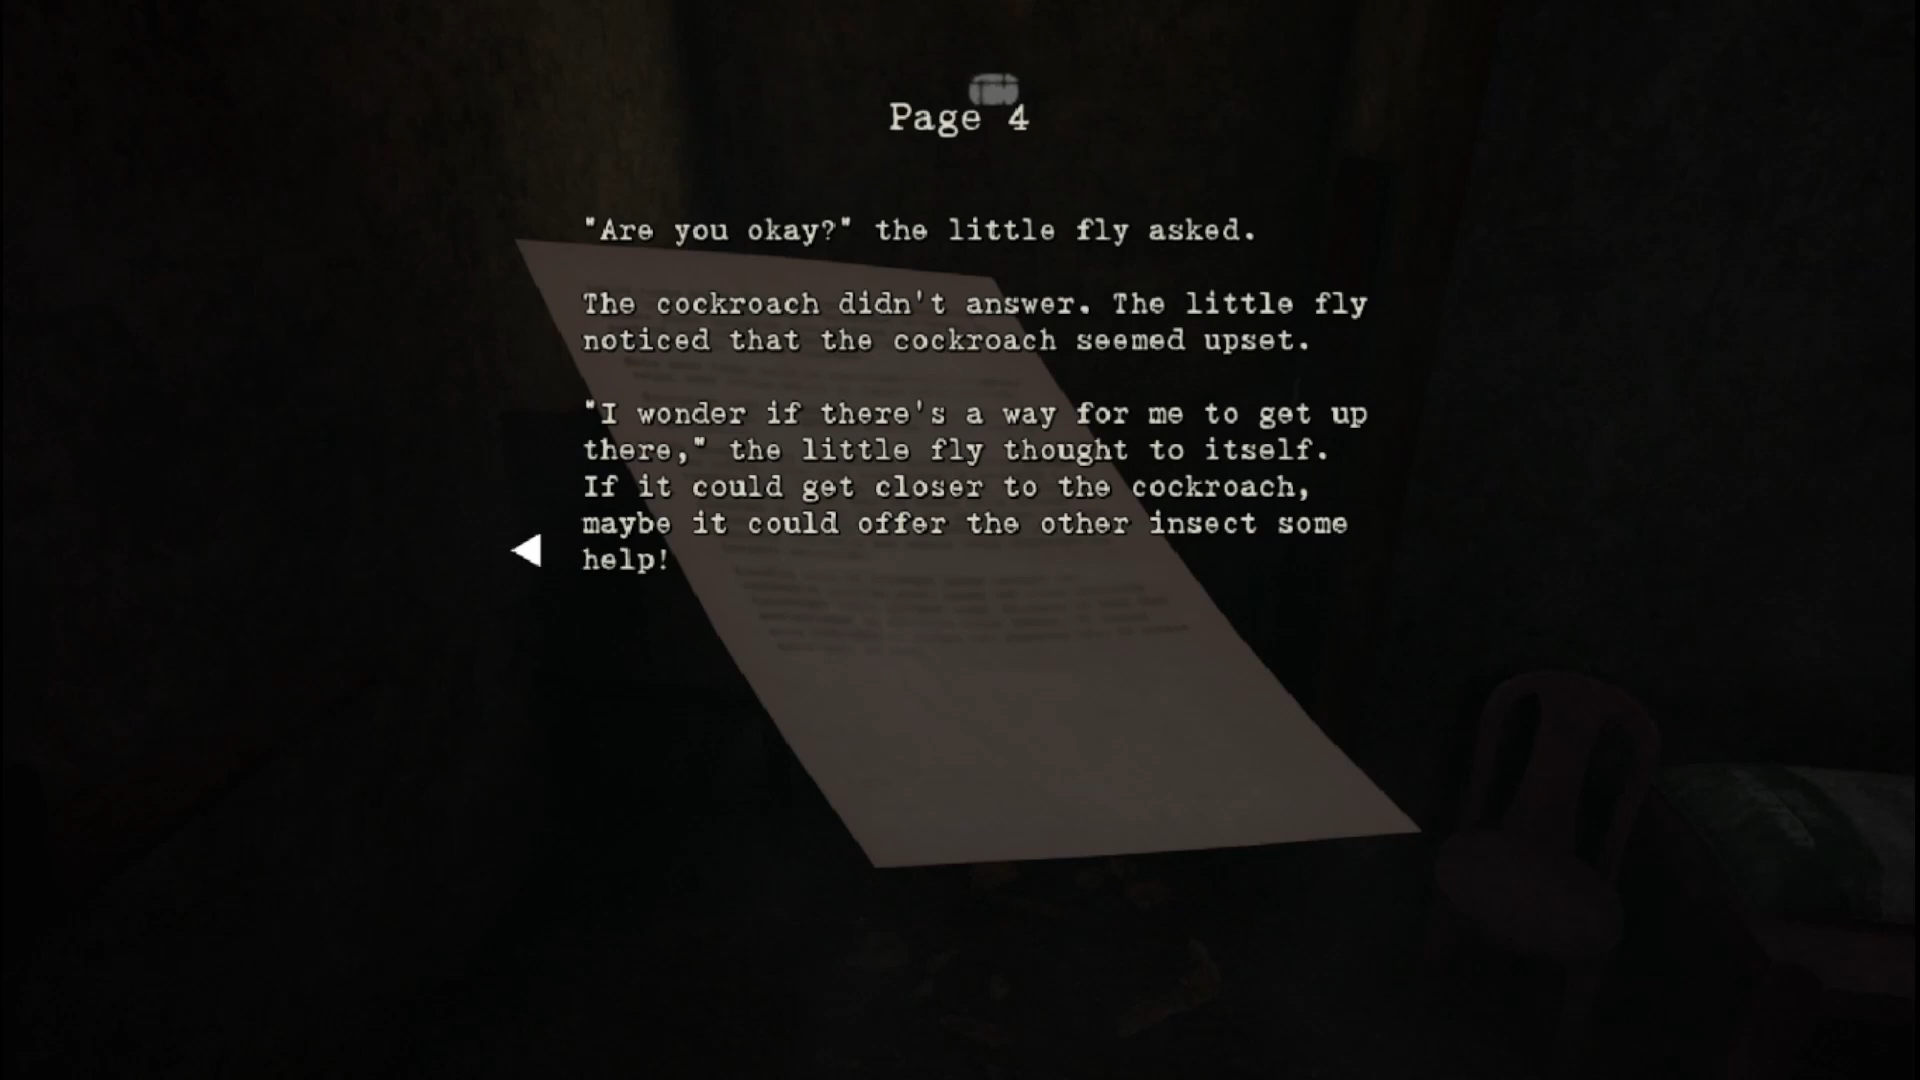 Page 4
"Are you okay?" the little fly asked.
The cockroach didn't answer. The little fly
noticed that the cockroach seemed upset.
"I wonder if there's a way for me to get up
there," the little fly thought to itself.
If it could get closer to the cockroach,
maybe it could offer the other insect some
help!